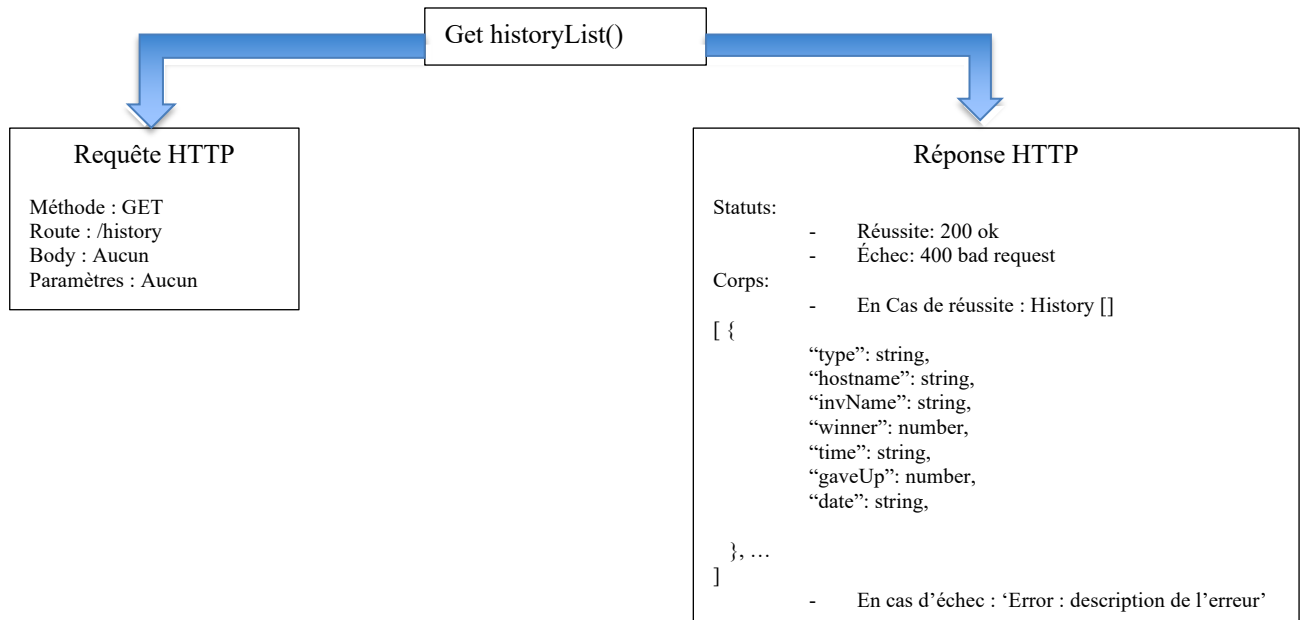 Get historyList()
Requête HTTP
Méthode : GET
Route : /history
Body : Aucun
Paramètres : Aucun
Réponse HTTP
Statuts:
- Réussite: 200 ok
- Échec: 400 bad request
Corps:
- En Cas de réussite : History []
[ {
“type”: string,
“hostname”: string,
“invName”: string,
“winner”: number,
“time”: string,
“gaveUp”: number,
“date”: string,
}, …
]
- En cas d’échec : ‘Error : description de l’erreur’